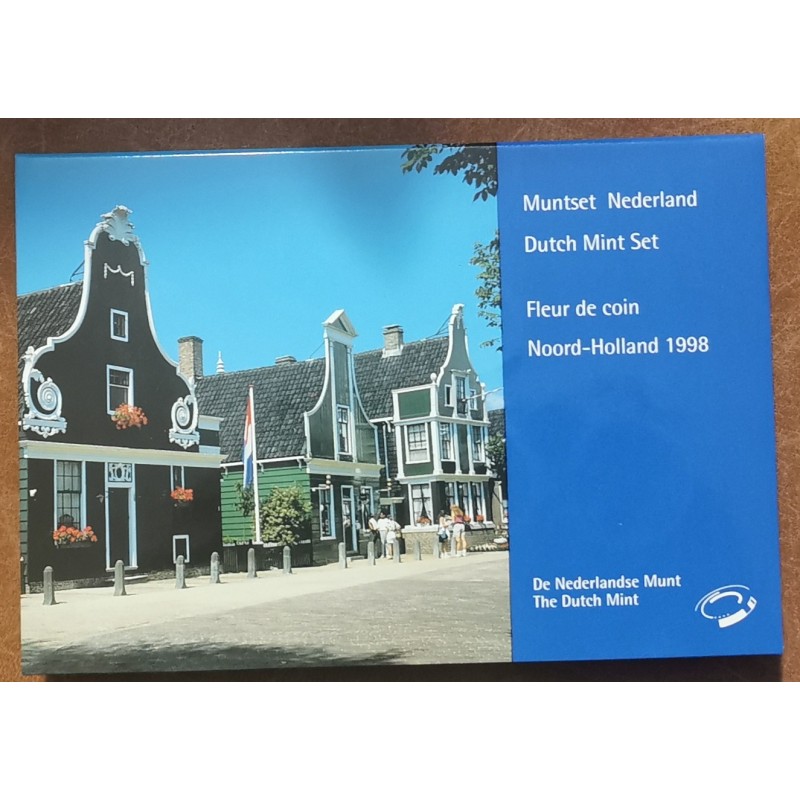 Muntset Nederland
Dutch Mint Set
Fleur de coin
Noord-Holland 1998
De Nederlandse Munt
The Dutch Mint